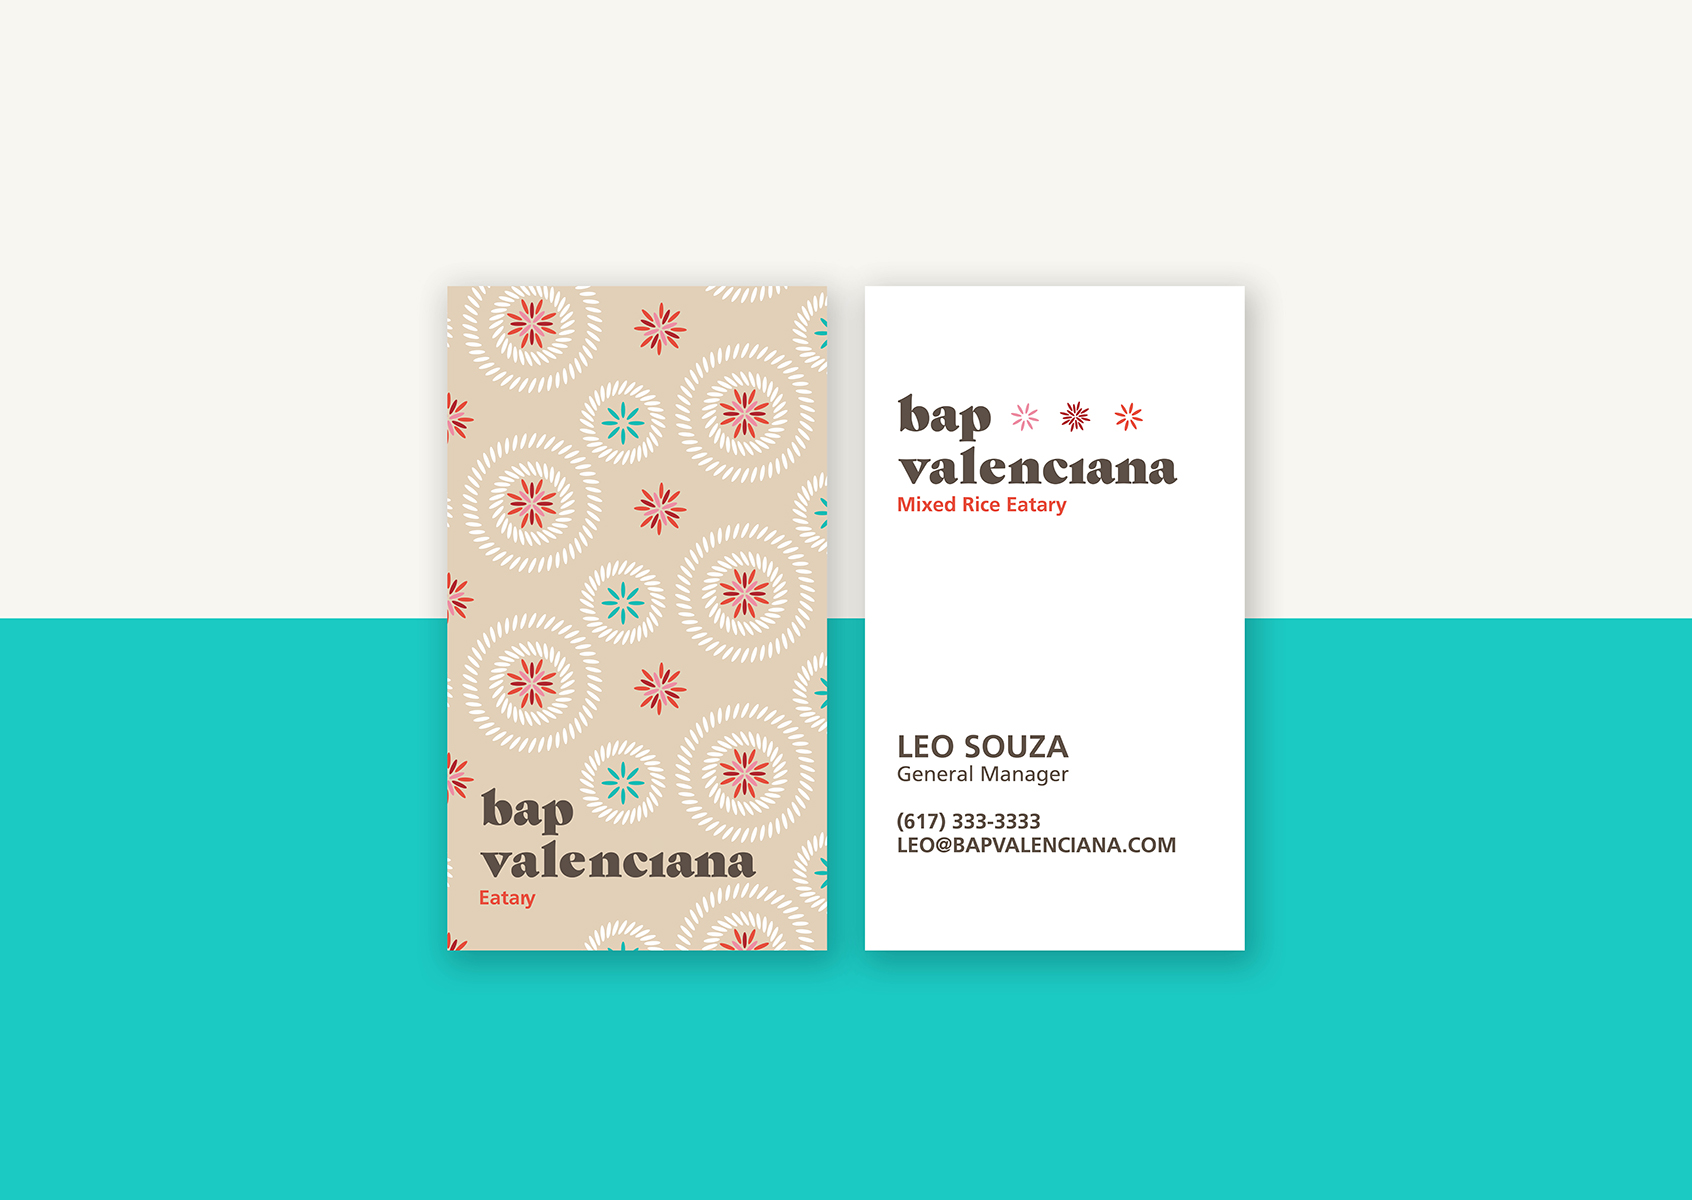 bap
valenciana
Eatary
bap
valenciana
Mixed Rice Eatary
LEO SOUZA
General Manager
(617) 333-3333
LEO@BAPVALENCIANA.COM